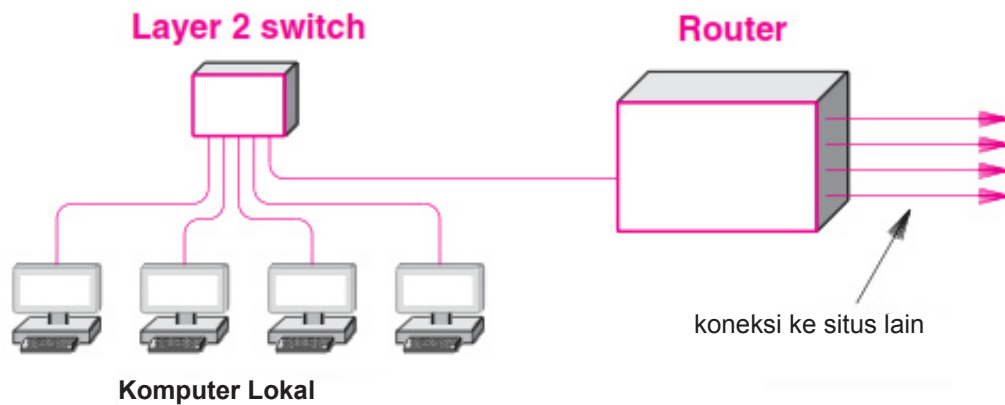 Layer 2 switch
Router
koneksi ke situs lain
Komputer Lokal